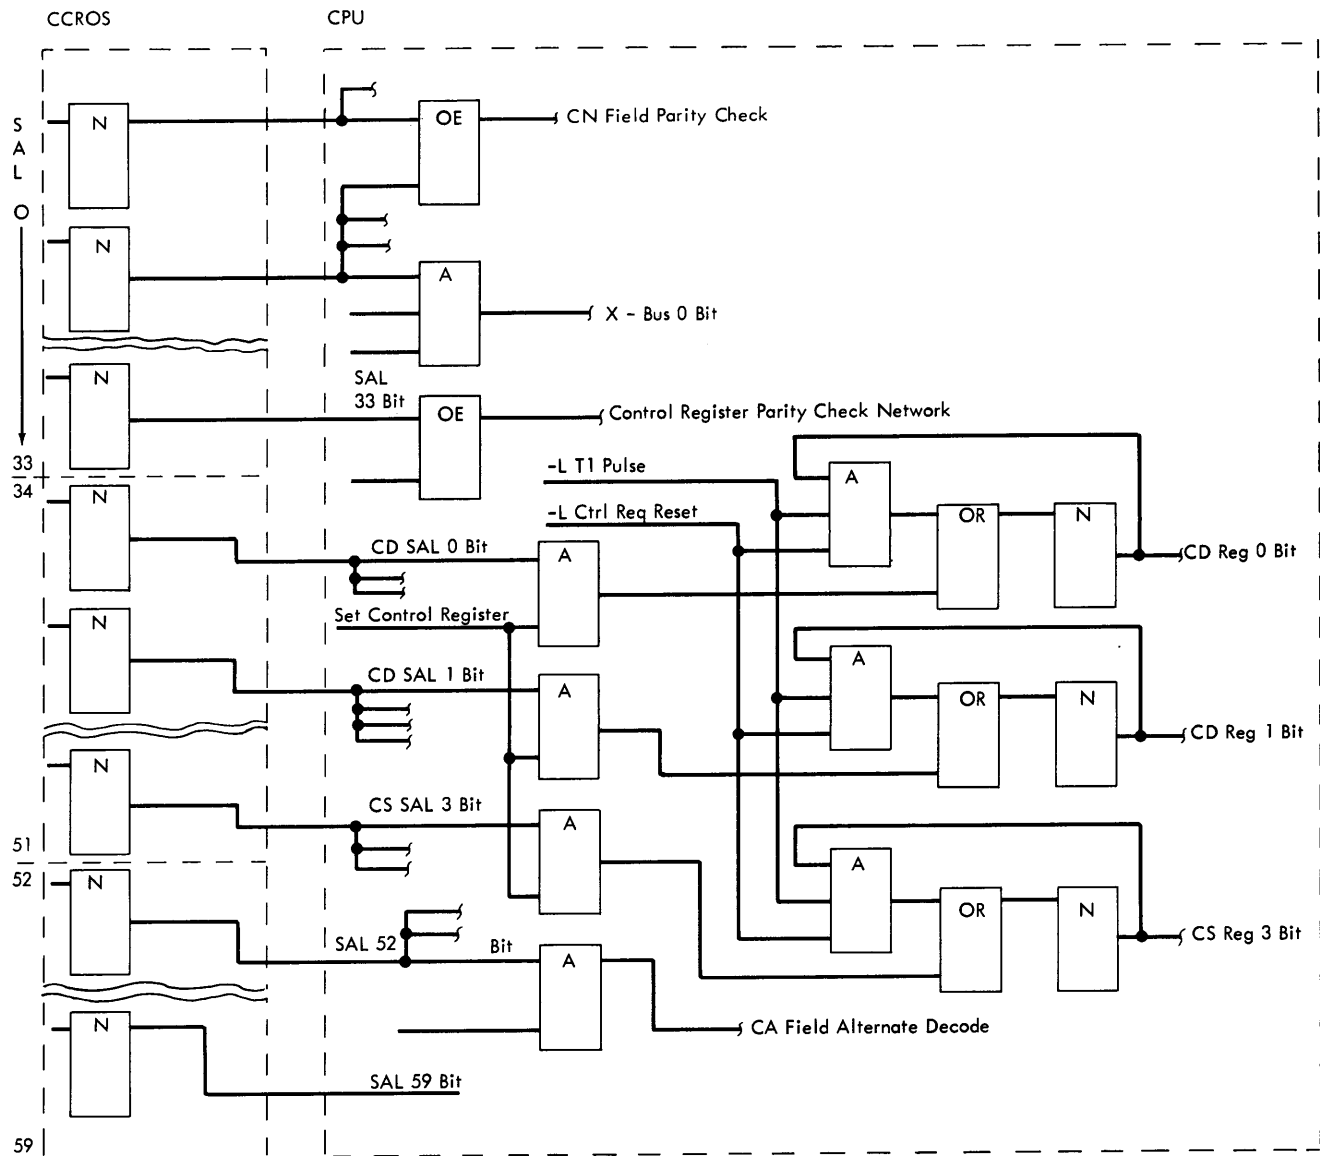 CCROS
CPU
S
A
L
O
33
34
51
52
59
N
N
N
N
N
N
N
N
OE
CN Field Parity Check
A
X - Bus 0 Bit
SAL
33 Bit
OE
Control Register Parity Check Network
-L T1 Pulse
-L Ctrl Reg Reset
CD SAL 0 Bit
A
Set Control Register
CD SAL 1 Bit
A
CS SAL 3 Bit
A
SAL 52 Bit
A
CA Field Alternate Decode
SAL 59 Bit
A
OR
N
CD Reg 0 Bit
A
OR
N
CD Reg 1 Bit
A
OR
N
CS Reg 3 Bit